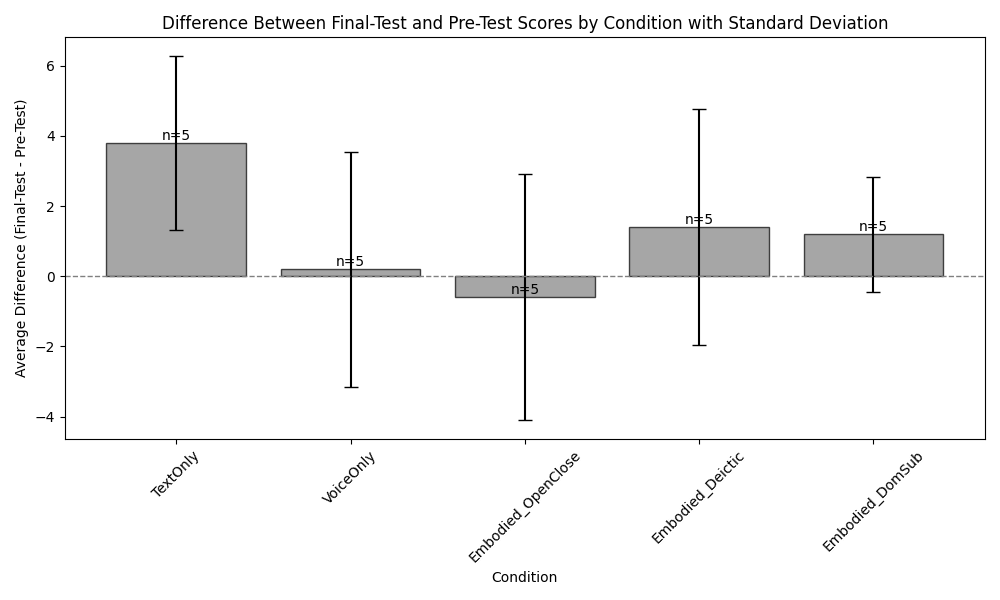 Difference Between Final-Test and Pre-Test Scores by Condition with Standard Deviation
Average Difference (Final-Test - Pre-Test)
6
4
2
0
−2
−4
n=5
n=5
n=5
n=5
n=5
TextOnly
VoiceOnly
Embodied_OpenClose
Embodied_Deictic
Embodied_DomSub
Condition